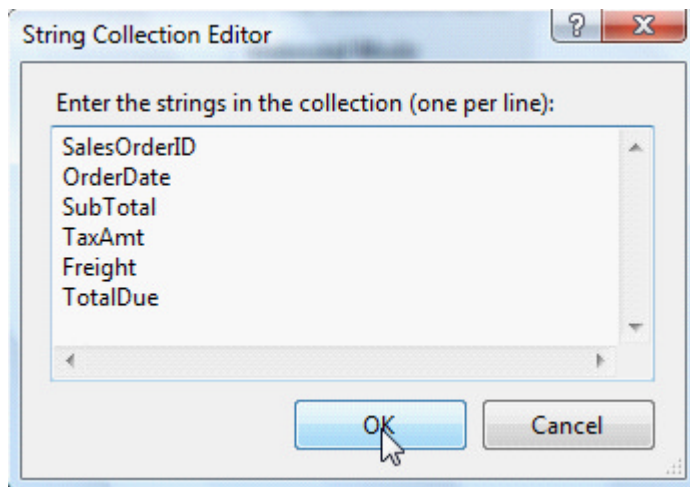 String Collection Editor
?
X
Enter the strings in the collection (one per line):
SalesOrderID
OrderDate
SubTotal
TaxAmt
Freight
TotalDue
OK
Cancel